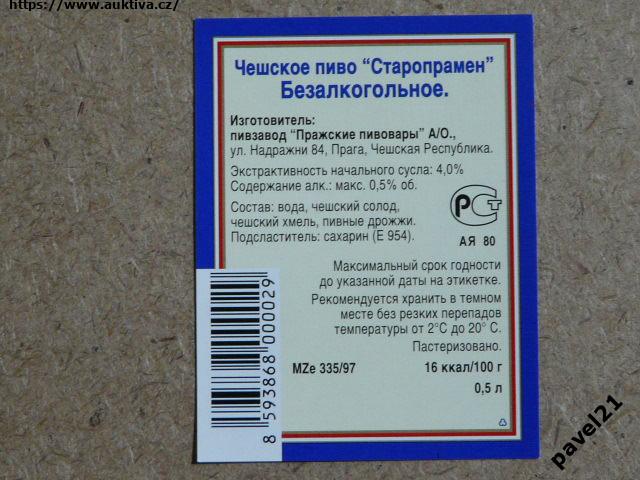 https://www.auktiva.cz/
Чешское пиво “Старопрамен”
Безалкогольное.
Изготовитель:
пивзавод “Пражские пивовары” А/О.,
ул. Надражни 84, Прага, Чешская Республика.
Экстрактивность начального сусла: 4,0%
Содержание алк.: макс. 0,5% об.
Состав: вода, чешский солод,
чешский хмель, пивные дрожжи.
Подсластитель: сахарин (Е 954).
РСТ
АЯ 80
Максимальный срок годности
до указанной даты на этикетке.
Рекомендуется хранить в темном
месте без резких перепадов
температуры от 2°С до 20° С.
Пастеризовано.
MZe 335/97 16 ккал/100 г
0,5 л
8 593868 000029
pavel21